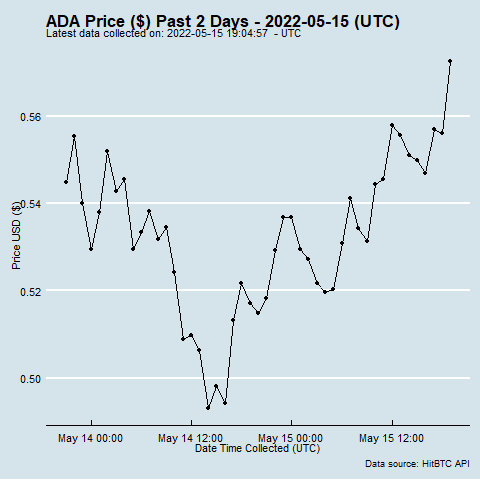 ADA Price ($) Past 2 Days - 2022-05-15 (UTC)
Latest data collected on: 2022-05-15 19:04:57 - UTC
0.56
0.54
0.52
0.50
Price USD ($)
May 14 00:00 May 14 12:00 May 15 00:00 May 15 12:00
Date Time Collected (UTC)
Data source: HitBTC API